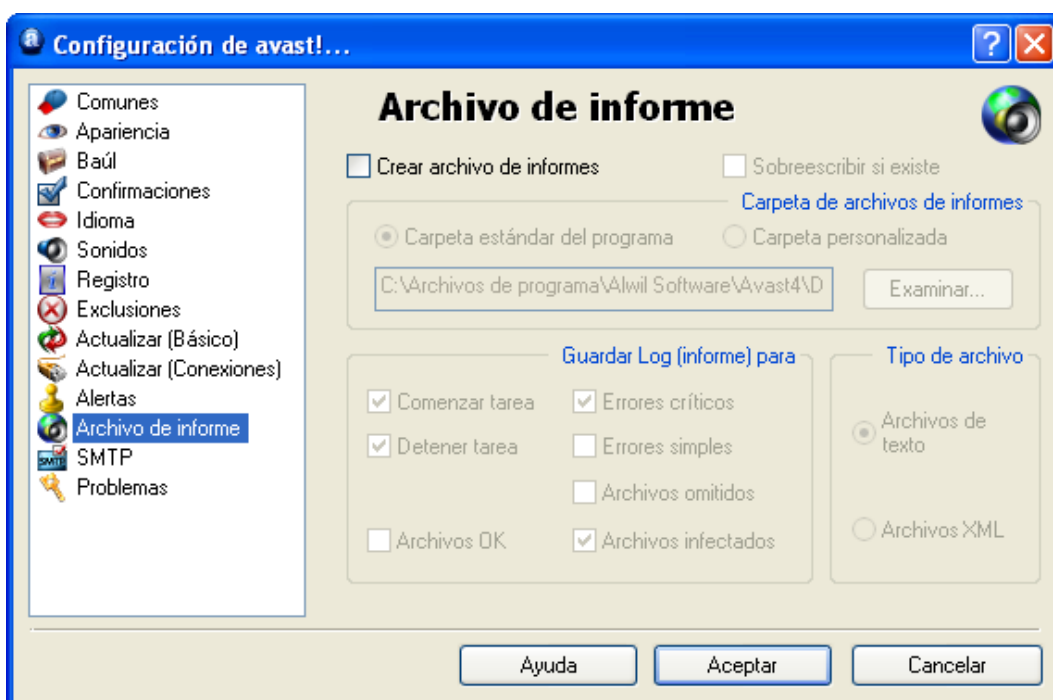 Configuración de avast!...
Comunes
Apariencia
Baúl
Confirmaciones
Idioma
Sonidos
Registro
Exclusiones
Actualizar (Básico)
Actualizar (Conexiones)
Alertas
Archivo de informe
SMTP
Problemas
Archivo de informe
Crear archivo de informes
Sobreescribir si existe
Carpeta de archivos de informes
Carpeta estándar del programa
Carpeta personalizada
C:\Archivos de programa\Alwil Software\Avast4\D
Examinar...
Guardar Log (informe) para
Comenzar tarea
Errores críticos
Detener tarea
Errores simples
Archivos omitidos
Archivos OK
Archivos infectados
Tipo de archivo
Archivos de
texto
Archivos XML
Ayuda
Aceptar
Cancelar